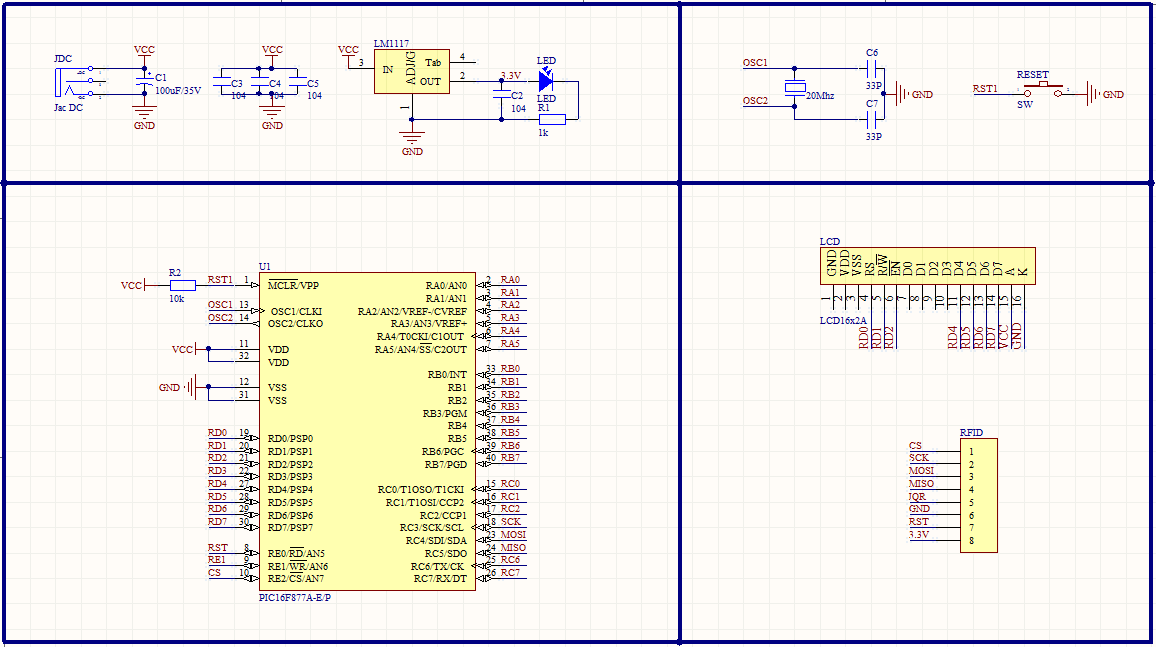 JDC
Jac DC
VCC
C1
100uF/35V
GND
VCC
C3
104
C4
104
C5
104
GND
VCC
LM1117
3
IN
ADJ/G
Tab
OUT
4
2
1
3.3V
C2
104
LED
LED
R1
1k
GND
OSC1
OSC2
20Mhz
C6
33P
C7
33P
GND
RESET
RST1
SW
GND
U1
VCC
R2
10k
RST1 1 MCLR/VPP
OSC1 13 OSC1/CLKI
OSC2 14 OSC2/CLKO
VCC
11 VDD
32 VDD
GND
12 VSS
31 VSS
RD0 19 RD0/PSP0
RD1 20 RD1/PSP1
RD2 21 RD2/PSP2
RD3 22 RD3/PSP3
RD4 27 RD4/PSP4
RD5 28 RD5/PSP5
RD6 29 RD6/PSP6
RD7 30 RD7/PSP7
RST 8 RE0/RD/AN5
RE1 9 RE1/WR/AN6
CS 10 RE2/CS/AN7
RA0/AN0 2 RA0
RA1/AN1 3 RA1
RA2/AN2/VREF-/CVREF 4 RA2
RA3/AN3/VREF+ 5 RA3
RA4/T0CKI/C1OUT 6 RA4
RA5/AN4/SS/C2OUT 7 RA5
RB0/INT 33 RB0
RB1 34 RB1
RB2 35 RB2
RB3/PGM 36 RB3
RB4 37 RB4
RB5 38 RB5
RB6/PGC 39 RB6
RB7/PGD 40 RB7
RC0/T1OSO/T1CKI 15 RC0
RC1/T1OSI/CCP2 16 RC1
RC2/CCP1 17 RC2
RC3/SCK/SCL 18 SCK
RC4/SDI/SDA 23 MOSI
RC5/SDO 24 MISO
RC6/TX/CK 25 RC6
RC7/RX/DT 26 RC7
PIC16F877A-E/P
LCD
GND VDD VSS RS R/W EN D0 D1 D2 D3 D4 D5 D6 D7 A K
1 2 3 4 5 6 7 8 9 10 11 12 13 14 15 16
LCD16x2A
RD0 RD1 RD2 RD4 RD5 RD6 RD7 VCC GND
RFID
CS 1
SCK 2
MOSI 3
MISO 4
IQR 5
GND 6
RST 7
3.3V 8